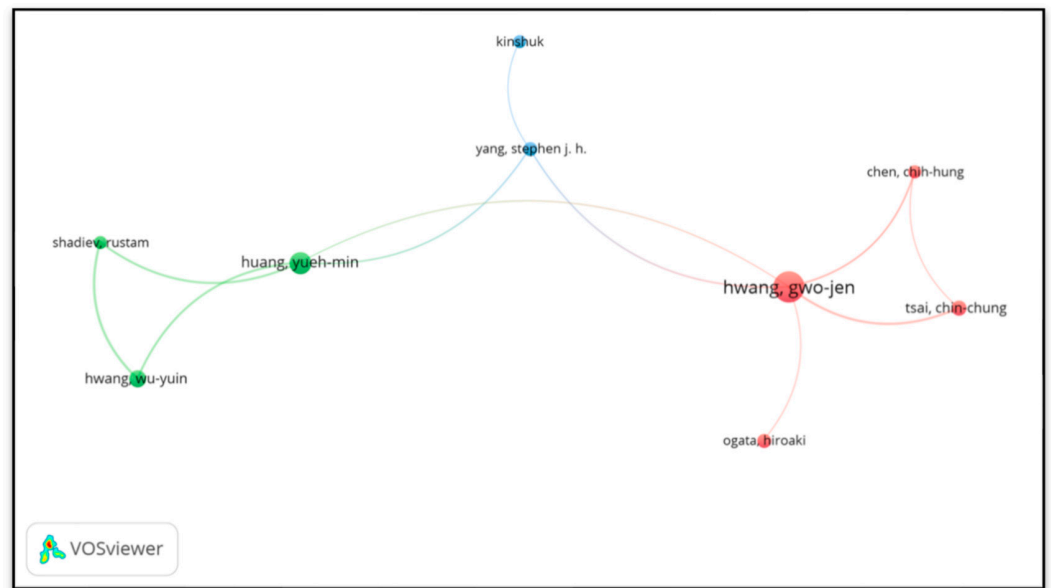 kinshuk
yang, stephen j. h.
chen, chih-hung
shadiev, rustam
huang, yueh-min
hwang, gwo-jen
tsai, chin-chung
hwang, wu-yuin
ogata, hiroaki
VOSviewer